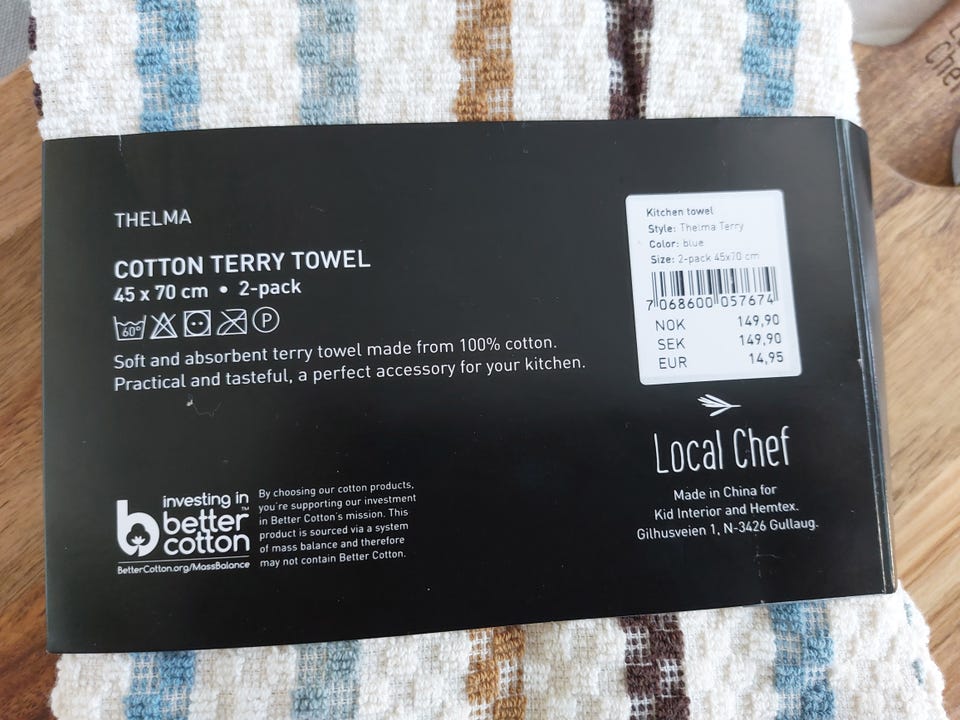 THELMA
COTTON TERRY TOWEL
45 x 70 cm • 2-pack
60°
P
Soft and absorbent terry towel made from 100% cotton.
Practical and tasteful, a perfect accessory for your kitchen.
investing in
better
cotton™
BetterCotton.org/MassBalance
By choosing our cotton products,
you're supporting our investment
in Better Cotton's mission. This
product is sourced via a system
of mass balance and therefore
may not contain Better Cotton.
Kitchen towel
Style: Thelma Terry
Color: blue
Size: 2-pack 45x70 cm
7 068600 057674
NOK 149,90
SEK 149,90
EUR 14,95
Local Chef
Made in China for
Kid Interior and Hemtex.
Gilhusveien 1, N-3426 Gullaug.